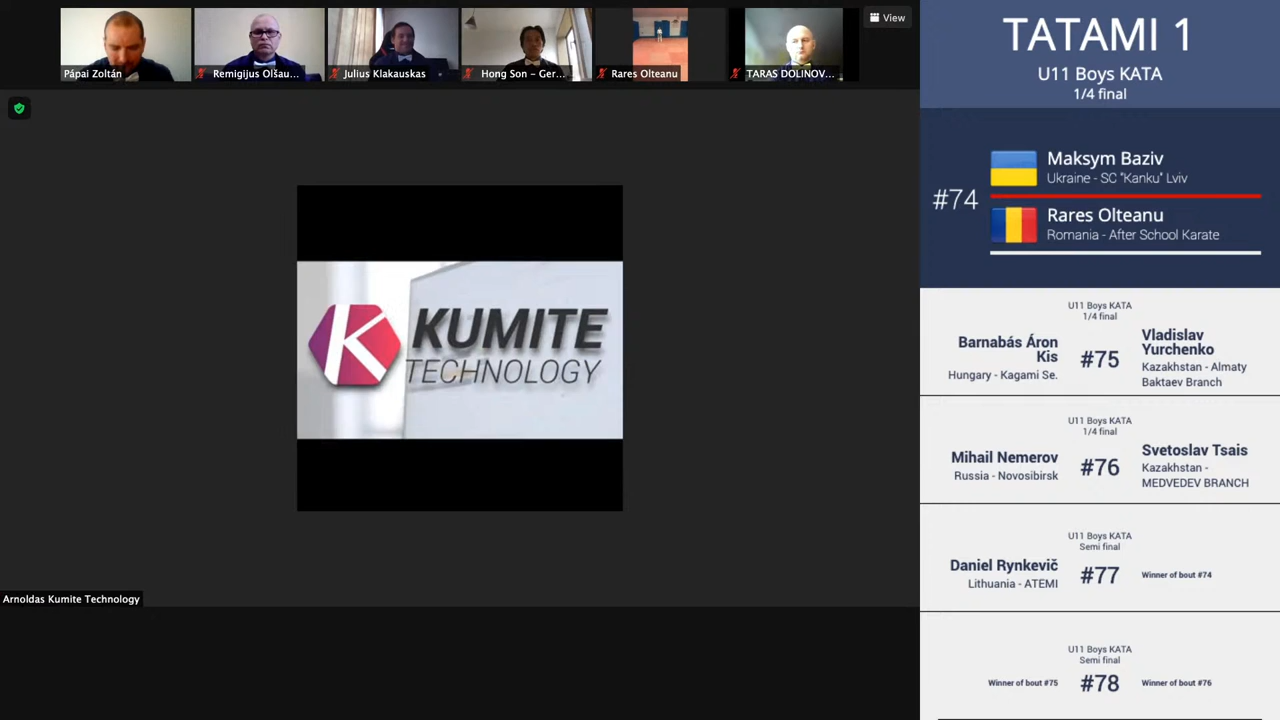 Pápai Zoltán
Remigijus Olšau...
Julius Klakauskas
Hong Son – Ger...
Rares Olteanu
TARAS DOLINOV...
View
KUMITE
TECHNOLOGY
Arnoldas Kumite Technology
TATAMI 1
U11 Boys KATA
1/4 final
#74
Maksym Baziv
Ukraine - SC "Kanku" Lviv
Rares Olteanu
Romania - After School Karate
U11 Boys KATA
1/4 final
Barnabás Áron
Kis
Hungary - Kagami Se.
#75
Vladislav
Yurchenko
Kazakhstan - Almaty
Baktaev Branch
U11 Boys KATA
1/4 final
Mihail Nemerov
Russia - Novosibirsk
#76
Svetoslav Tsais
Kazakhstan -
MEDVEDEV BRANCH
U11 Boys KATA
Semi final
Daniel Rynkevič
Lithuania - ATEMI
#77
Winner of bout #74
U11 Boys KATA
Semi final
Winner of bout #75
#78
Winner of bout #76